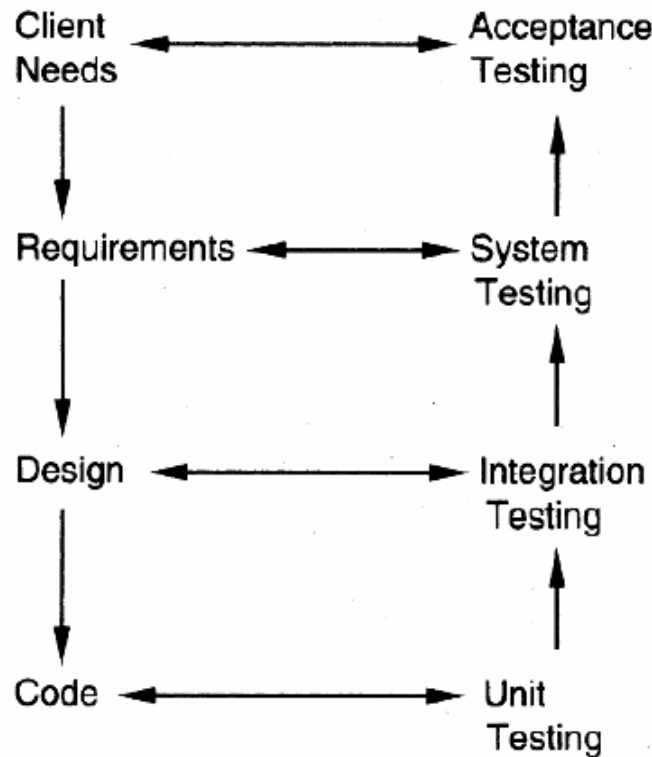 Client
Needs
Acceptance
Testing
Requirements
System
Testing
Design
Integration
Testing
Code
Unit
Testing